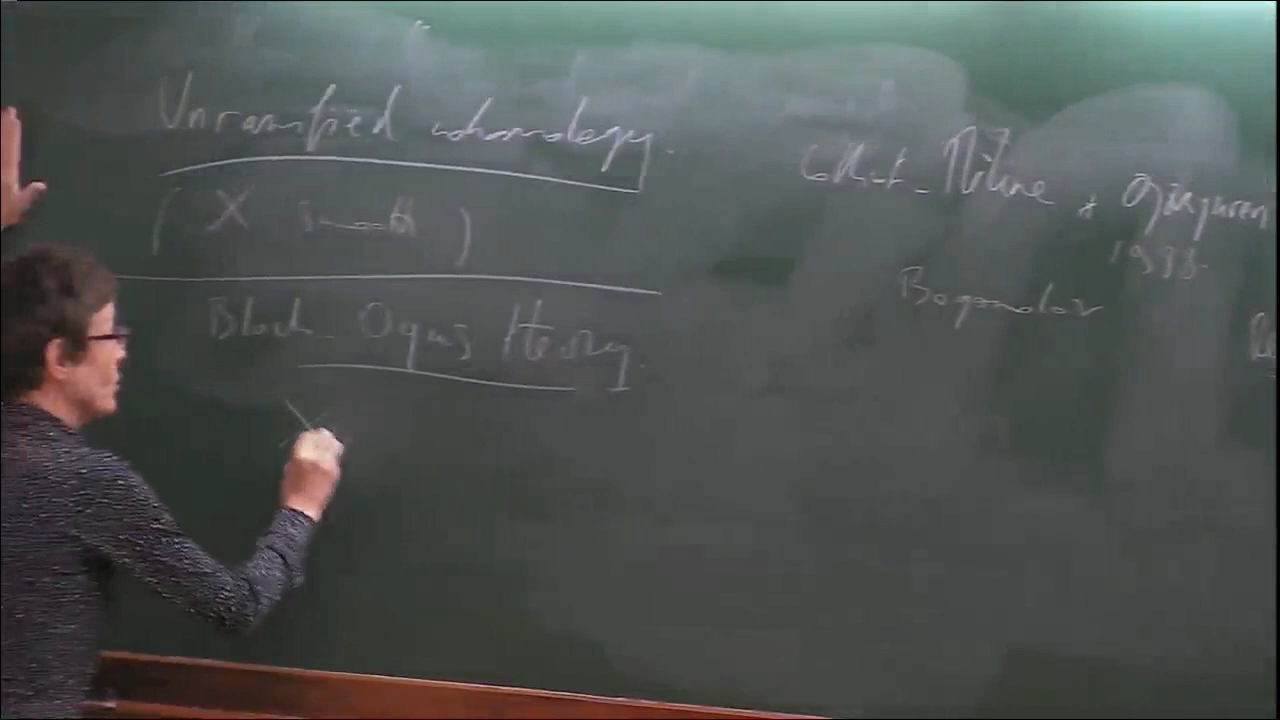 Unramified cohomology.
( X smooth )
Bloch-Ogus theory.
X
Colliot-Thélène + Ojanguren
1988.
Bogomolov